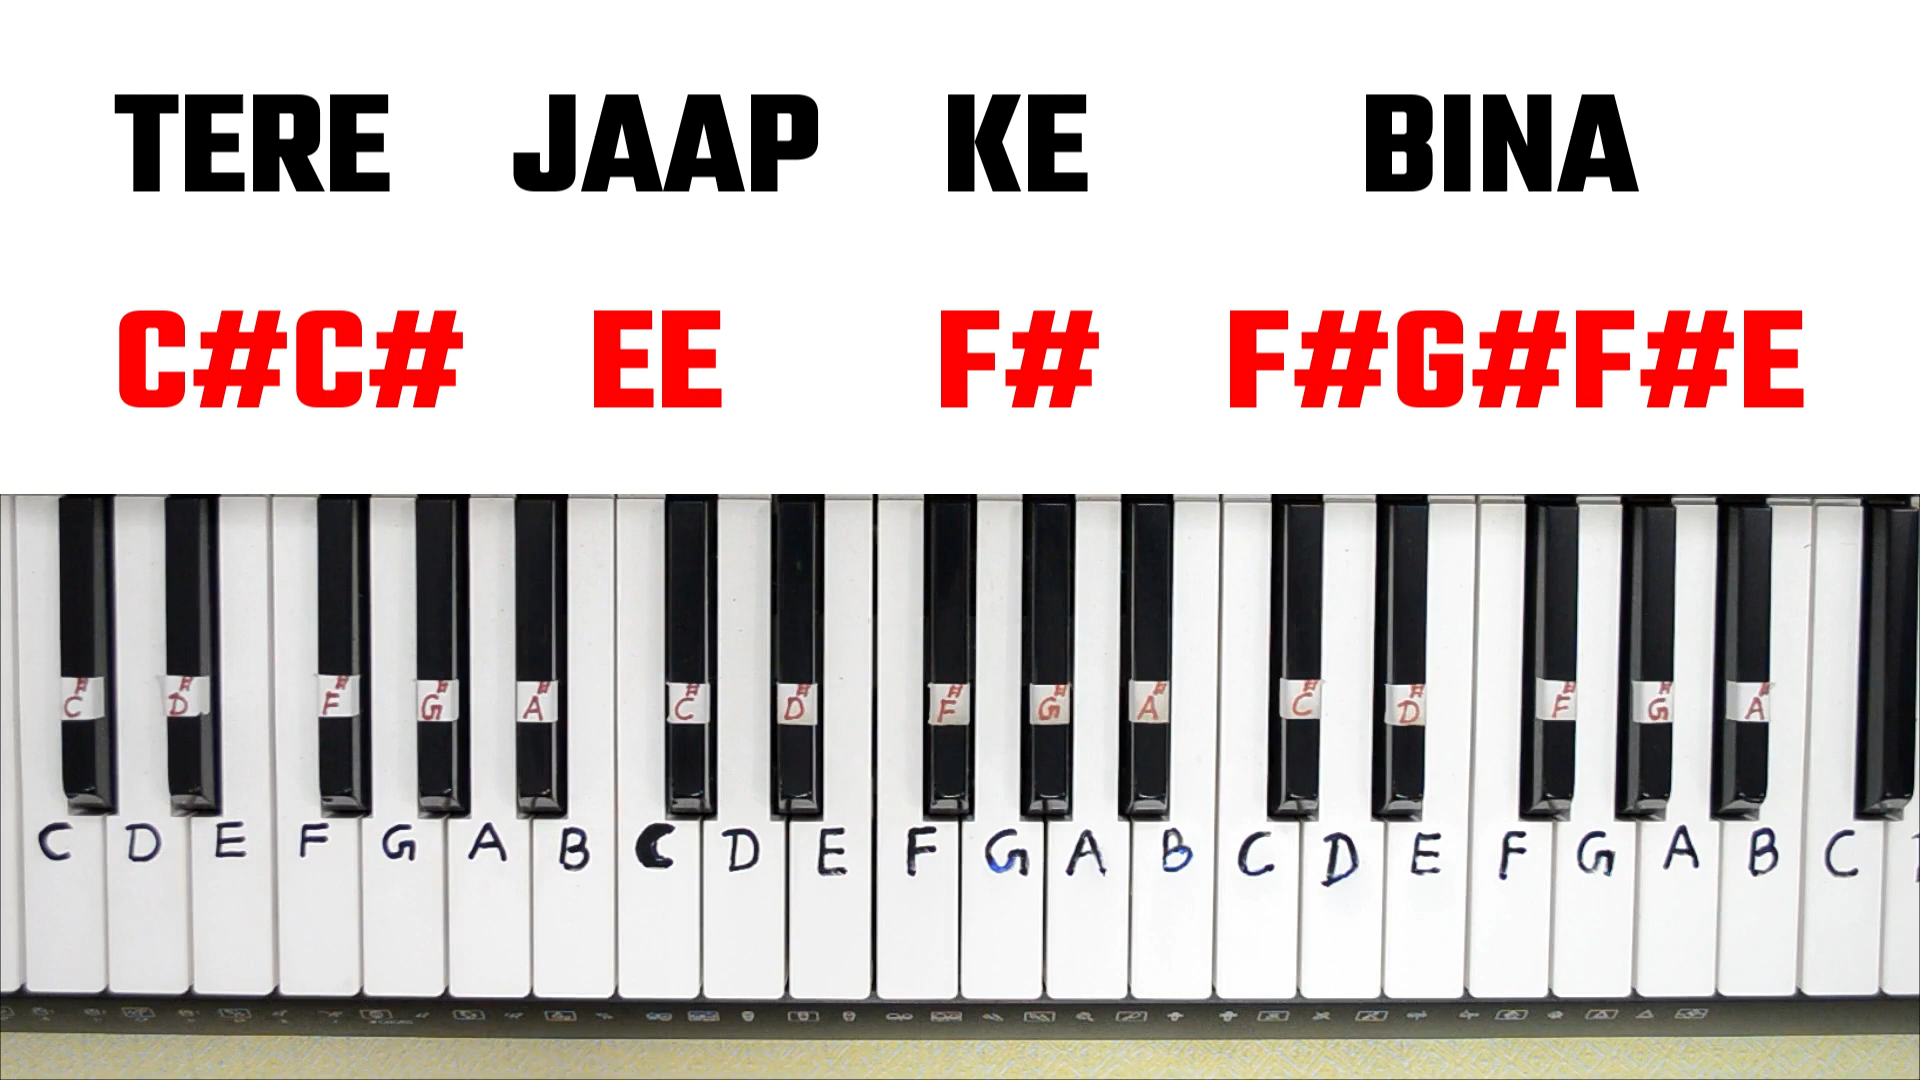 TERE JAAP KE BINA
C#C# EE F# F#G#F#E
C# D# F# G# A# C# D# F# G# A# C# D# F# G# A#
C D E F G A B C D E F G A B C D E F G A B C